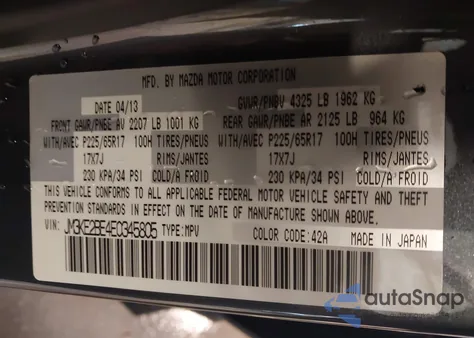 MFD. BY MAZDA MOTOR CORPORATION
DATE 04/13 GVWR/PNBV 4325 LB 1962 KG
FRONT GAWR/PNBE AV 2207 LB 1001 KG REAR GAWR/PNBE AR 2125 LB 964 KG
WITH/AVEC P225/65R17 100H TIRES/PNEUS WITH/AVEC P225/65R17 100H TIRES/PNEUS
17X7J RIMS/JANTES 17X7J RIMS/JANTES
230 KPA/34 PSI COLD/A FROID 230 KPA/34 PSI COLD/A FROID
THIS VEHICLE CONFORMS TO ALL APPLICABLE FEDERAL MOTOR VEHICLE SAFETY AND THEFT
PREVENTION STANDARDS IN EFFECT ON THE DATE OF MANUFACTURE SHOWN ABOVE.
VIN: TYPE:MPV COLOR CODE:42A MADE IN JAPAN
autoSnap